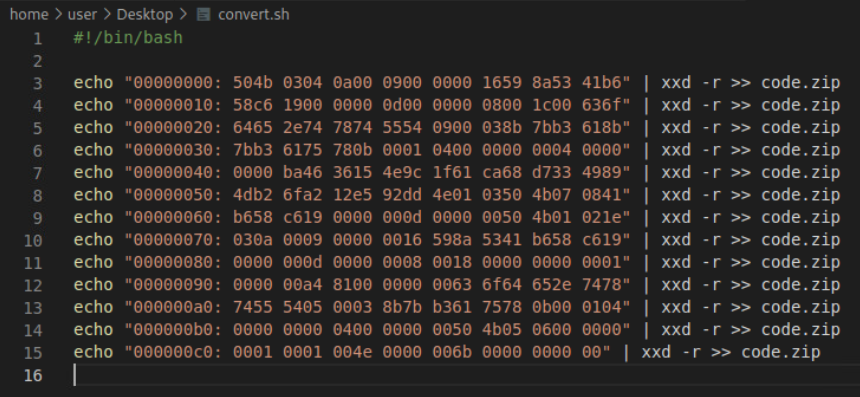 home > user > Desktop > convert.sh
1 #!/bin/bash
2
3 echo "00000000: 504b 0304 0a00 0900 0000 1659 8a53 41b6" | xxd -r >> code.zip
4 echo "00000010: 58c6 1900 0000 0d00 0000 0800 1c00 636f" | xxd -r >> code.zip
5 echo "00000020: 6465 2e74 7874 5554 0900 038b 7bb3 618b" | xxd -r >> code.zip
6 echo "00000030: 7bb3 6175 780b 0001 0400 0000 0004 0000" | xxd -r >> code.zip
7 echo "00000040: 0000 ba46 3615 4e9c 1f61 ca68 d733 4989" | xxd -r >> code.zip
8 echo "00000050: 4db2 6fa2 12e5 92dd 4e01 0350 4b07 0841" | xxd -r >> code.zip
9 echo "00000060: b658 c619 0000 000d 0000 0050 4b01 021e" | xxd -r >> code.zip
10 echo "00000070: 030a 0009 0000 0016 598a 5341 b658 c619" | xxd -r >> code.zip
11 echo "00000080: 0000 000d 0000 0008 0018 0000 0000 0001" | xxd -r >> code.zip
12 echo "00000090: 0000 00a4 8100 0000 0063 6f64 652e 7478" | xxd -r >> code.zip
13 echo "000000a0: 7455 5405 0003 8b7b b361 7578 0b00 0104" | xxd -r >> code.zip
14 echo "000000b0: 0000 0000 0400 0000 0050 4b05 0600 0000" | xxd -r >> code.zip
15 echo "000000c0: 0001 0001 004e 0000 006b 0000 0000 00" | xxd -r >> code.zip
16